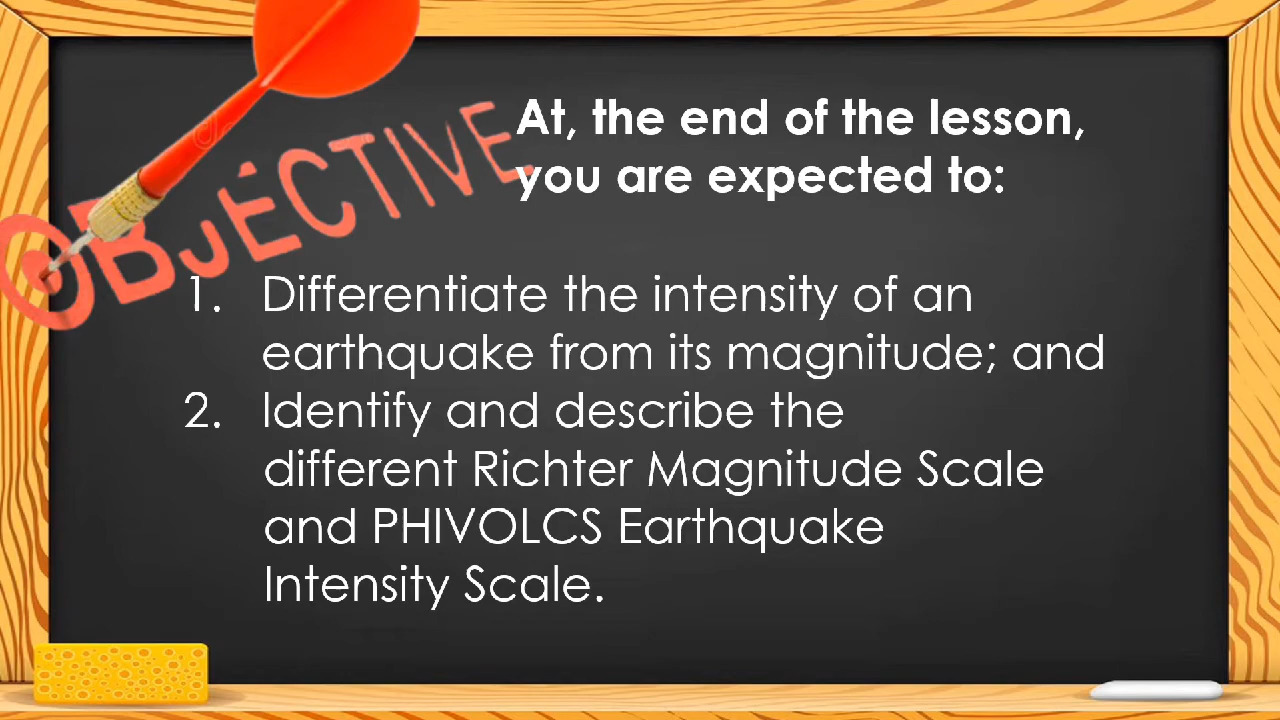 OBJECTIVE
At, the end of the lesson,
you are expected to:
1. Differentiate the intensity of an
earthquake from its magnitude; and
2. Identify and describe the
different Richter Magnitude Scale
and PHIVOLCS Earthquake
Intensity Scale.